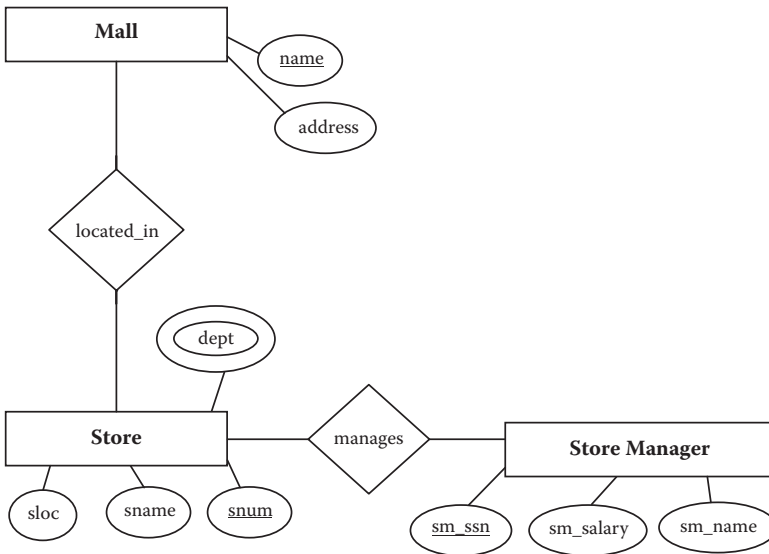 Mall
name
address
located_in
dept
Store
manages
Store Manager
sloc
sname
snum
sm_ssn
sm_salary
sm_name